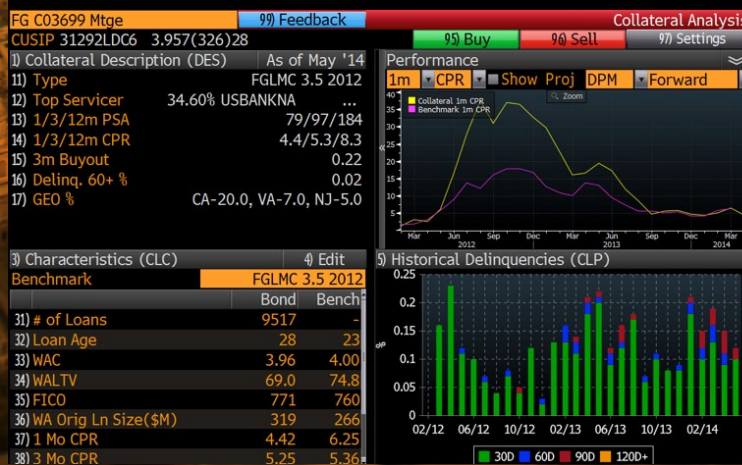 FG C03699 Mtge 99) Feedback Collateral Analysis
CUSIP 31292LDC6 3.957(326)28 95) Buy 96) Sell 97) Settings
1) Collateral Description (DES) As of May '14
11) Type FGLMC 3.5 2012
12) Top Servicer 34.60% USBANKNA ...
13) 1/3/12m PSA 79/97/184
14) 1/3/12m CPR 4.4/5.3/8.3
15) 3m Buyout 0.22
16) Delinq. 60+ % 0.02
17) GEO % CA-20.0, VA-7.0, NJ-5.0
Performance
1m CPR Show Proj DPM Forward
Zoom
Collateral 1m CPR
Benchmark 1m CPR
40
35
30
25
20
15
10
5
Mar Jun Sep Dec Mar Jun Sep Dec Mar
2012 2013 2014
3) Characteristics (CLC) 4) Edit
Benchmark FGLMC 3.5 2012
Bond Bench
31) # of Loans 9517 -
32) Loan Age 28 23
33) WAC 3.96 4.00
34) WALTV 69.0 74.8
35) FICO 771 760
36) WA Orig Ln Size($M) 319 266
37) 1 Mo CPR 4.42 6.25
38) 3 Mo CPR 5.25 5.36
5) Historical Delinquencies (CLP)
0.25
0.2
0.15
%
0.1
0.05
0
02/12 06/12 10/12 02/13 06/13 10/13 02/14
30D 60D 90D 120D+